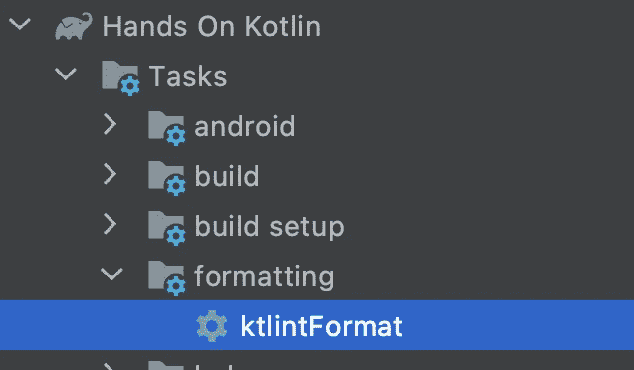 Hands On Kotlin
Tasks
android
build
build setup
formatting
ktlintFormat